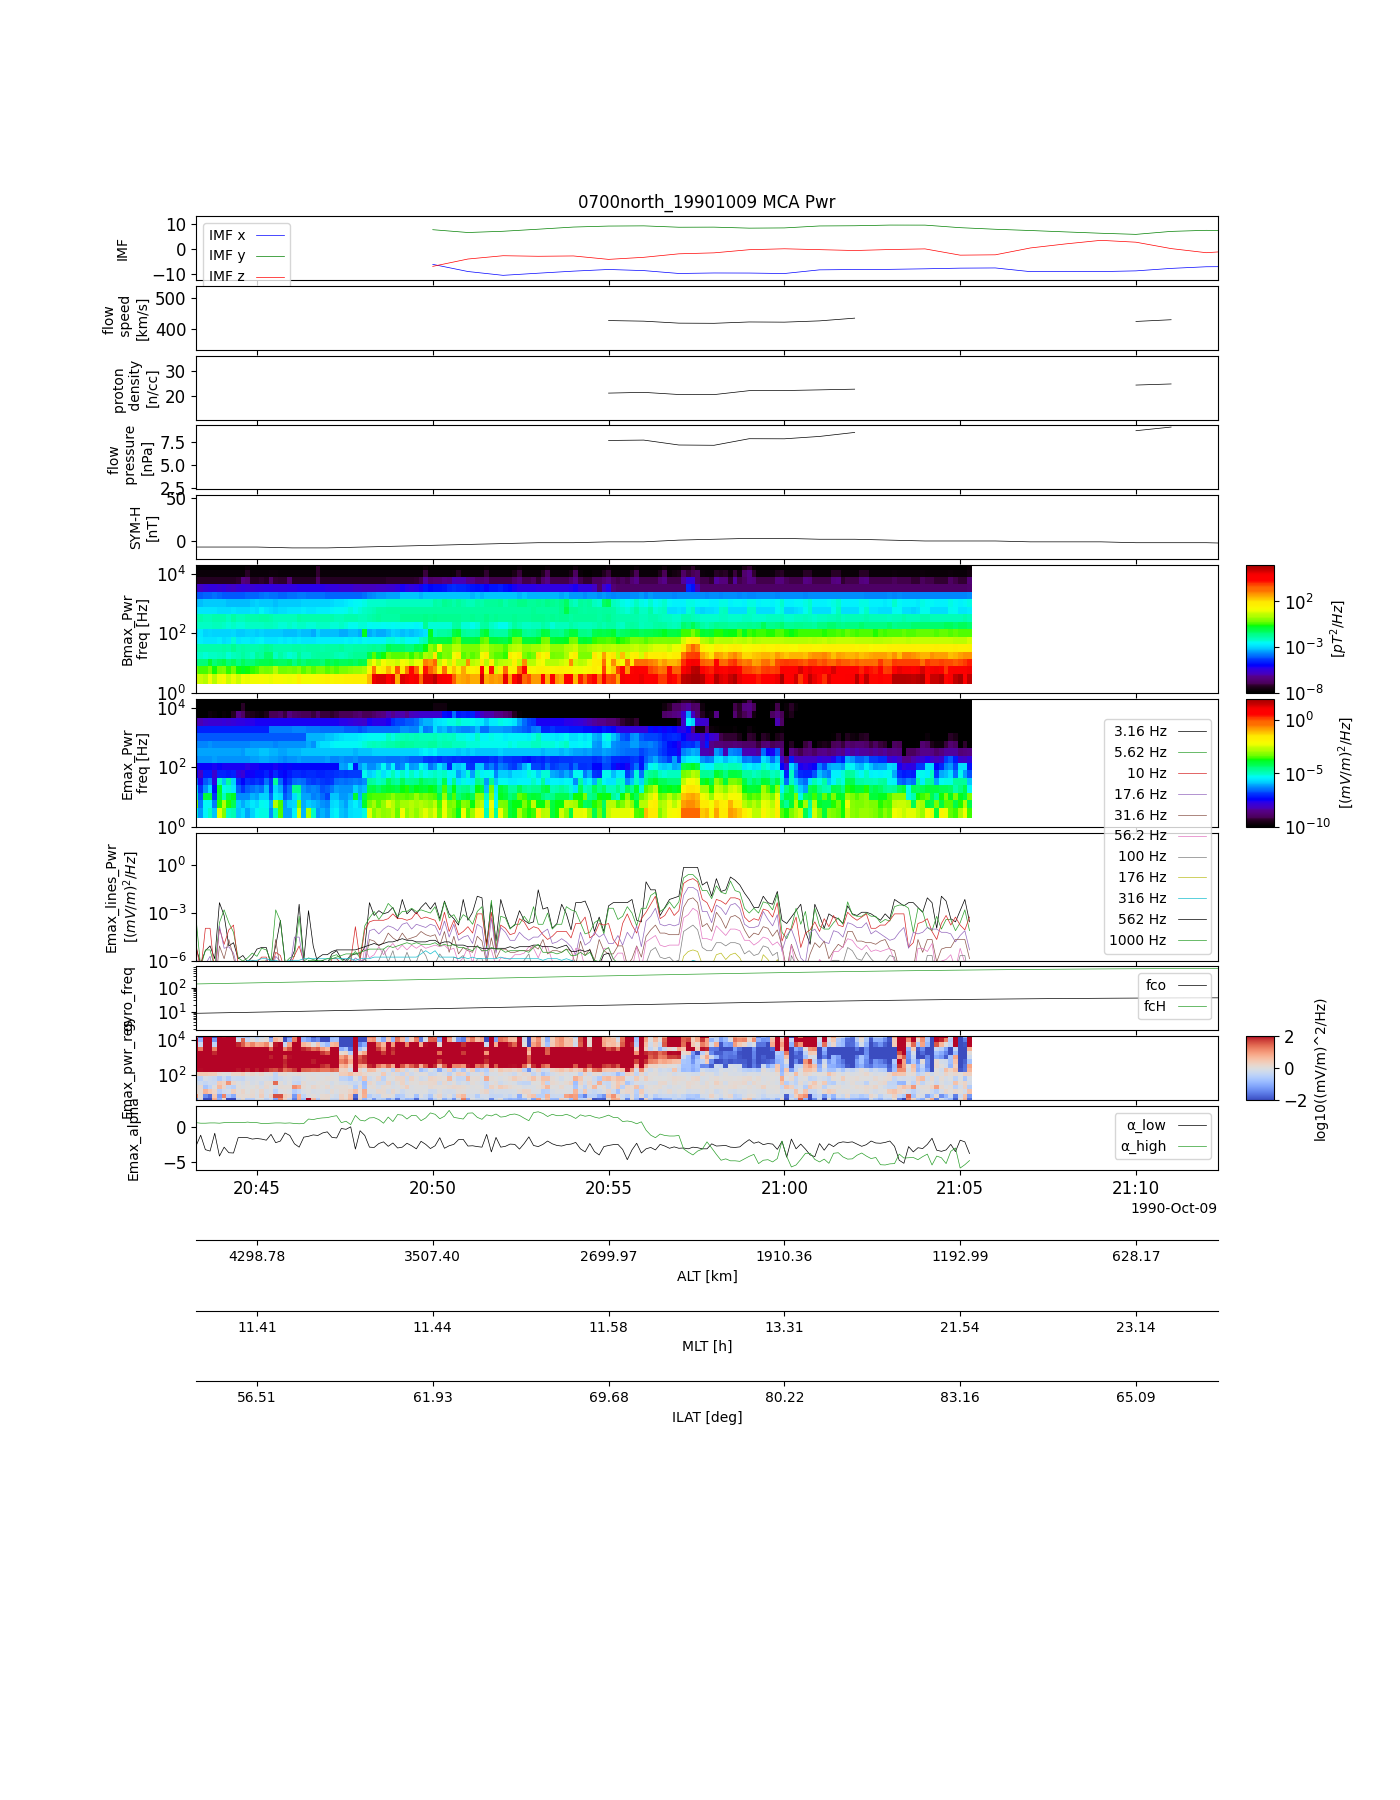 0700north_19901009 MCA Pwr
IMF
10
0
−10
IMF x
IMF y
IMF z
flow
speed
[km/s]
500
400
proton
density
[n/cc]
30
20
flow
pressure
[nPa]
7.5
5.0
2.5
SYM-H
[nT]
50
0
Bmax_Pwr
freq [Hz]
10^4
10^2
10^0
10^2
10^−3
10^−8
[pT^2/Hz]
Emax_Pwr
freq [Hz]
10^4
10^2
10^0
10^0
10^−5
10^−10
[(mV/m)^2/Hz]
3.16 Hz
5.62 Hz
10 Hz
17.6 Hz
31.6 Hz
56.2 Hz
100 Hz
176 Hz
316 Hz
562 Hz
1000 Hz
Emax_lines_Pwr
[(mV/m)^2/Hz]
10^0
10^−3
10^−6
gyro_freq
10^2
10^1
fco
fcH
Emax_pwr_reg
10^4
10^2
2
0
−2
log10((mV/m)^2/Hz)
Emax_alpha
0
−5
α_low
α_high
20:45 20:50 20:55 21:00 21:05 21:10
1990-Oct-09
4298.78 3507.40 2699.97 1910.36 1192.99 628.17
ALT [km]
11.41 11.44 11.58 13.31 21.54 23.14
MLT [h]
56.51 61.93 69.68 80.22 83.16 65.09
ILAT [deg]